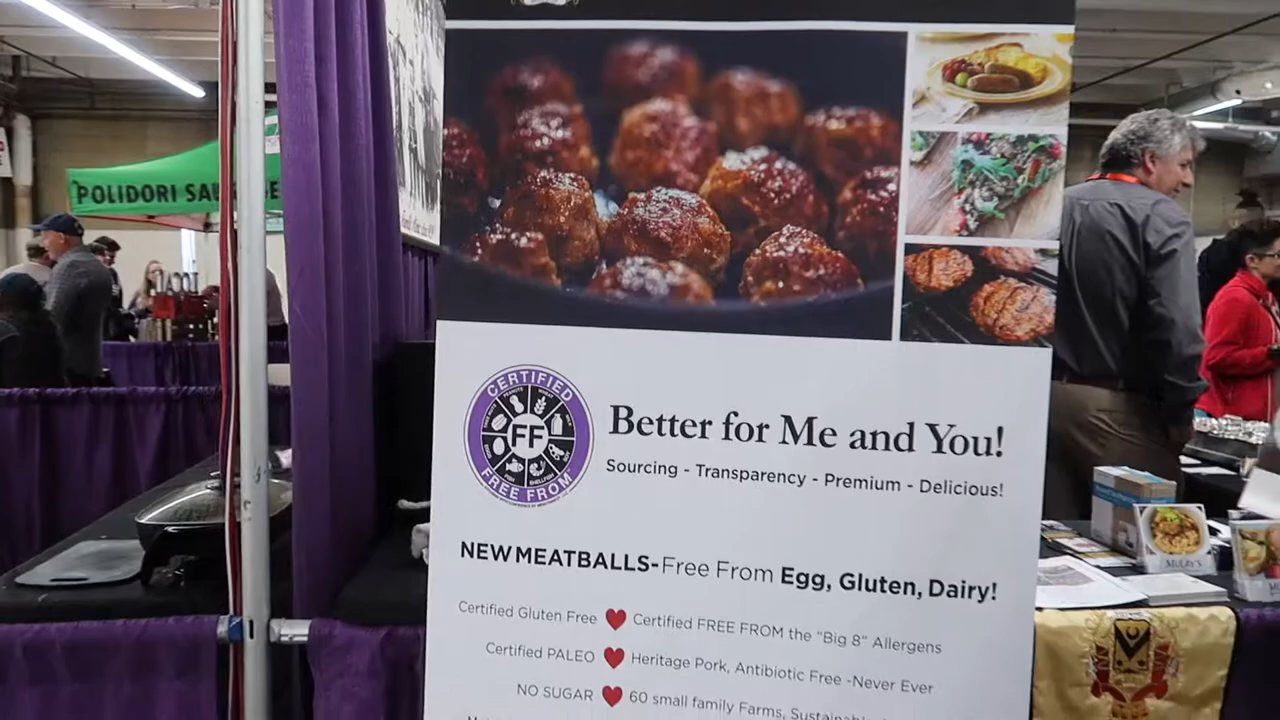 POLIDORI SAUSAGE
CERTIFIED
FF
FREE FROM
Better for Me and You!
Sourcing - Transparency - Premium - Delicious!
NEW MEATBALLS-Free From Egg, Gluten, Dairy!
Certified Gluten Free ♥ Certified FREE FROM the "Big 8" Allergens
Certified PALEO ♥ Heritage Pork, Antibiotic Free -Never Ever
NO SUGAR ♥ 60 small family Farms,
MULAY'S